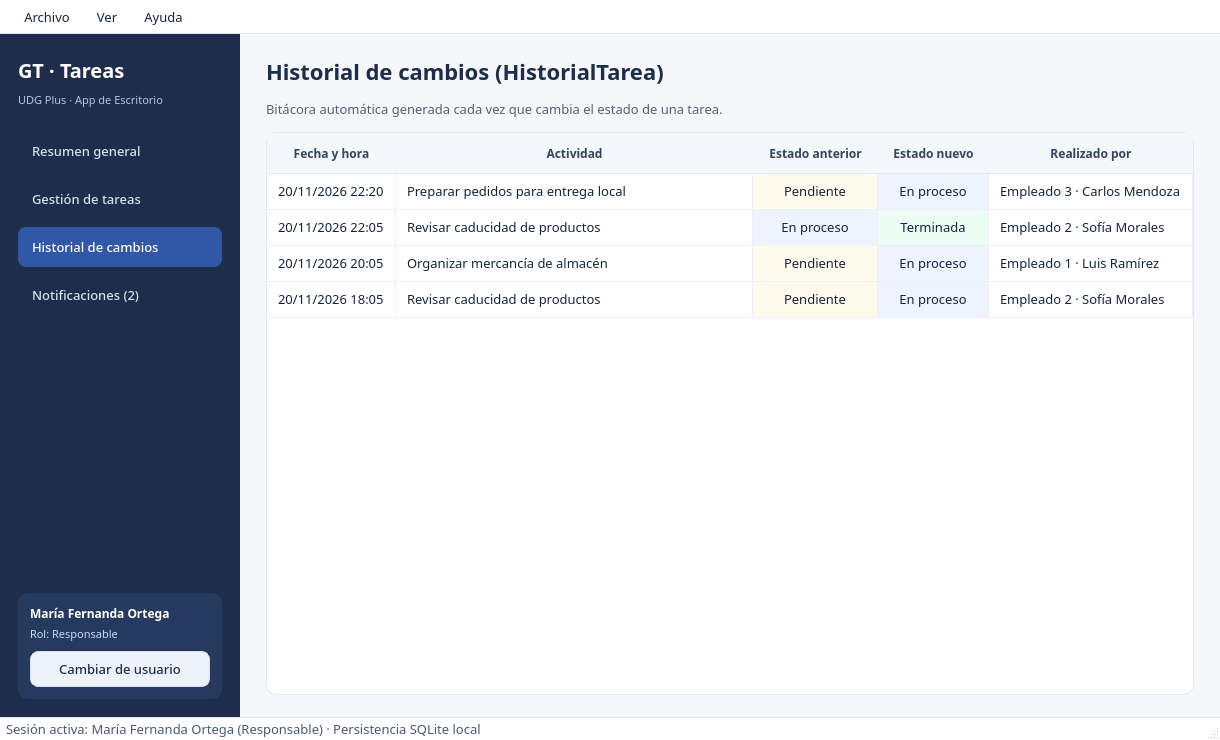 Archivo Ver Ayuda
GT · Tareas
UDG Plus · App de Escritorio
Resumen general
Gestión de tareas
Historial de cambios
Notificaciones (2)
María Fernanda Ortega
Rol: Responsable
Cambiar de usuario
Historial de cambios (HistorialTarea)
Bitácora automática generada cada vez que cambia el estado de una tarea.
Fecha y hora Actividad Estado anterior Estado nuevo Realizado por
20/11/2026 22:20 Preparar pedidos para entrega local Pendiente En proceso Empleado 3 · Carlos Mendoza
20/11/2026 22:05 Revisar caducidad de productos En proceso Terminada Empleado 2 · Sofía Morales
20/11/2026 20:05 Organizar mercancía de almacén Pendiente En proceso Empleado 1 · Luis Ramírez
20/11/2026 18:05 Revisar caducidad de productos Pendiente En proceso Empleado 2 · Sofía Morales
Sesión activa: María Fernanda Ortega (Responsable) · Persistencia SQLite local